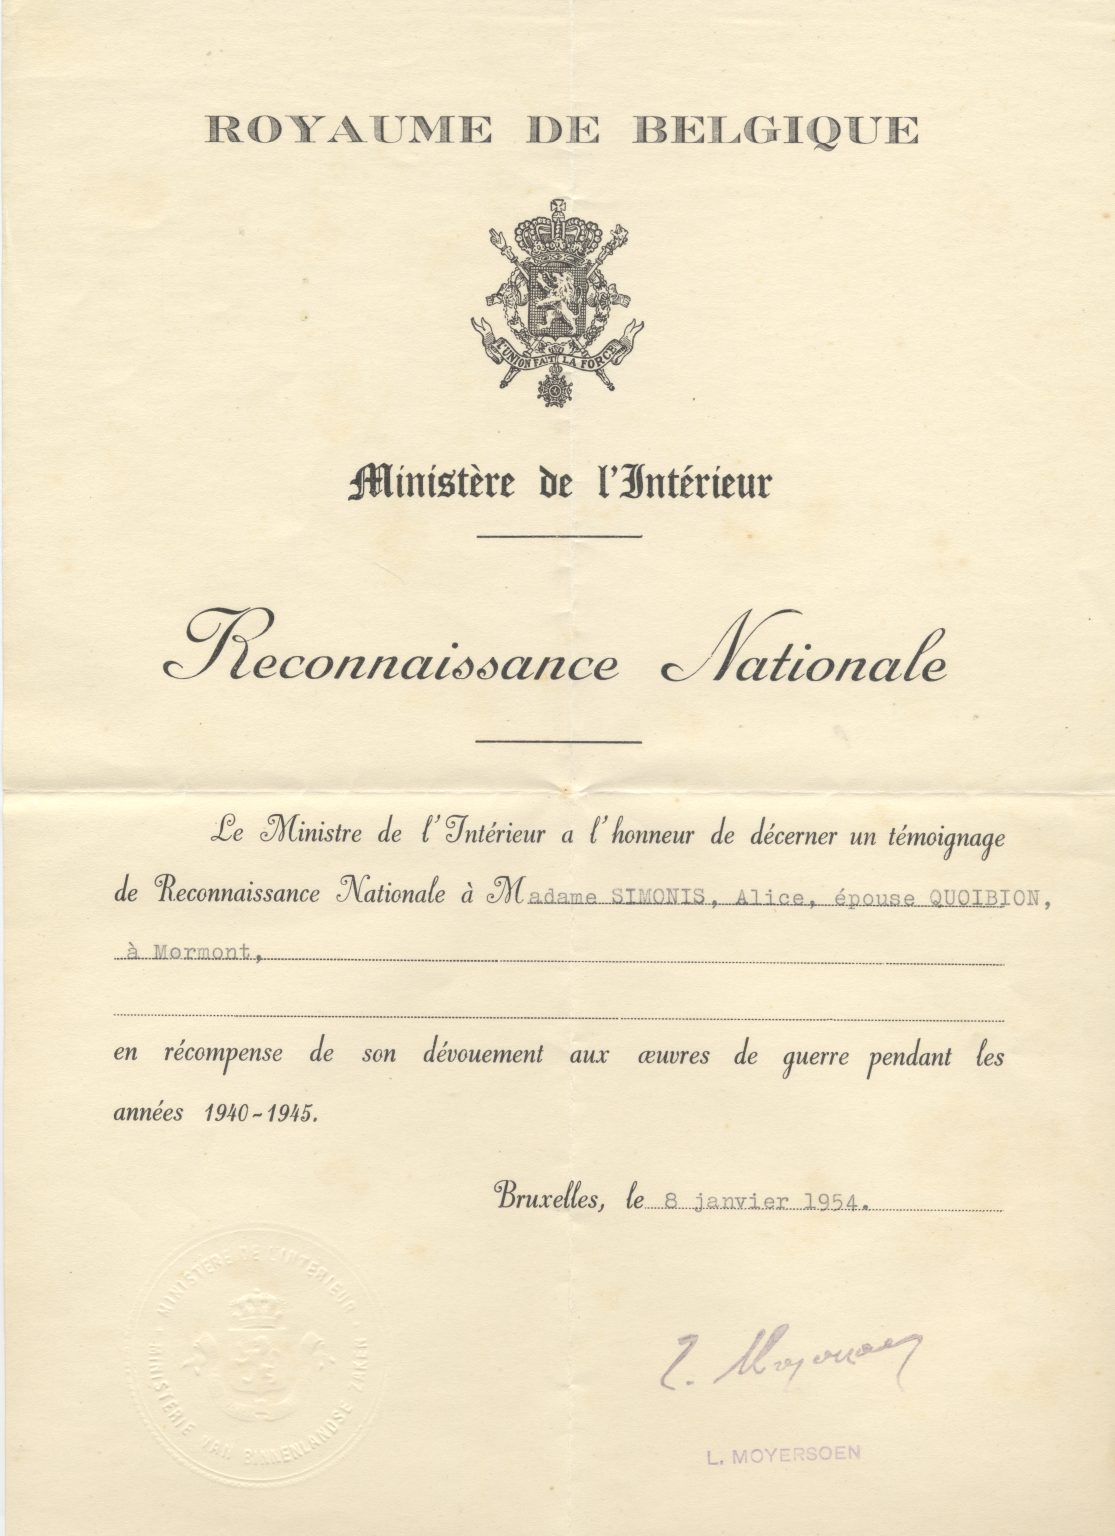 ROYAUME DE BELGIQUE
L'UNION FAIT LA FORCE
Ministère de l'Intérieur
Reconnaissance Nationale
Le Ministre de l'Intérieur a l'honneur de décerner un témoignage
de Reconnaissance Nationale à Madame SIMONIS, Alice, épouse QUOIBION,
à Mormont,
en récompense de son dévouement aux œuvres de guerre pendant les
années 1940-1945.
Bruxelles, le 8 janvier 1954.
MINISTÈRE DE L'INTÉRIEUR
MINISTERIE VAN BINNENLANDSE ZAKEN
L. Moyersoen
L. MOYERSOEN